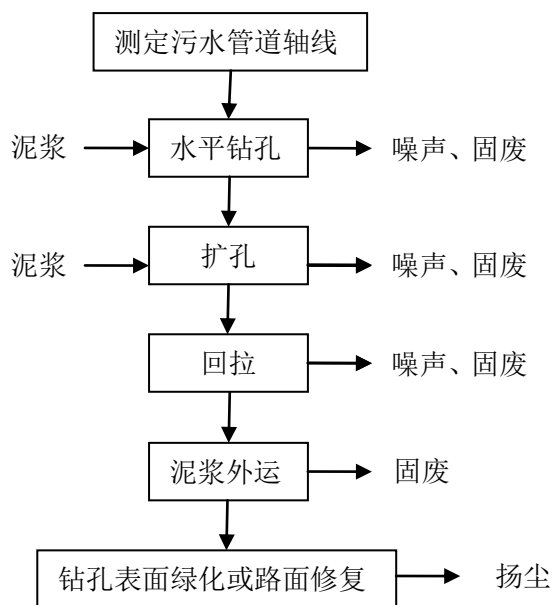 测定污水管道轴线
泥浆 水平钻孔 噪声、固废
泥浆 扩孔 噪声、固废
回拉 噪声、固废
泥浆外运 固废
钻孔表面绿化或路面修复 扬尘